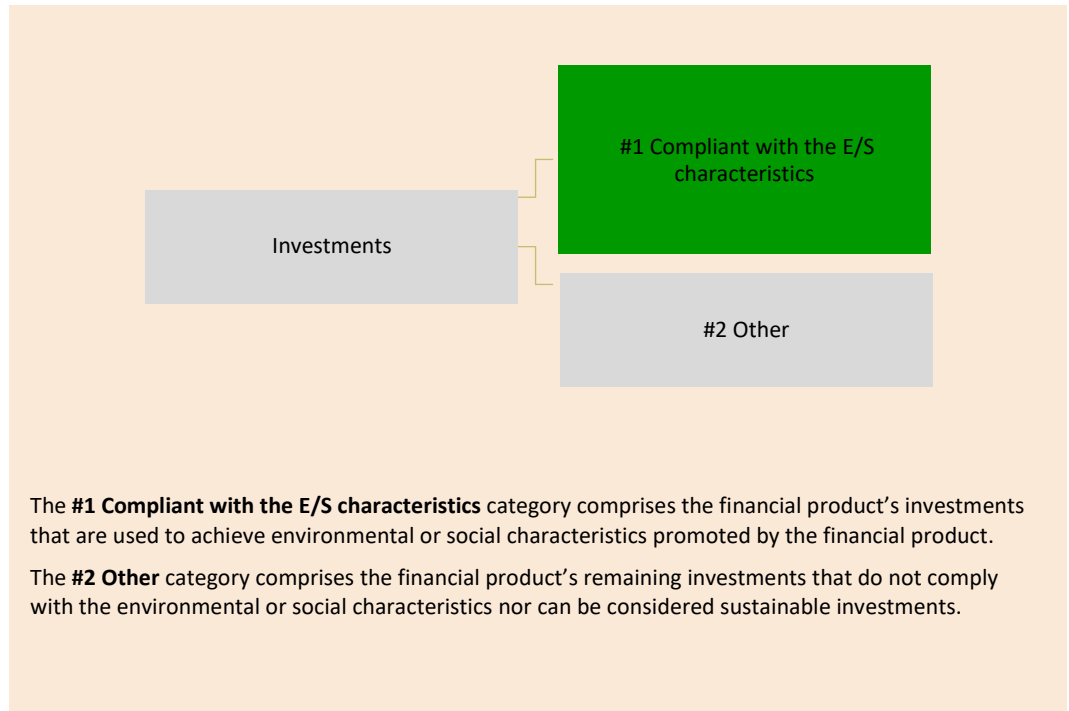 #1 Compliant with the E/S
characteristics
Investments
#2 Other
The #1 Compliant with the E/S characteristics category comprises the financial product’s investments
that are used to achieve environmental or social characteristics promoted by the financial product.
The #2 Other category comprises the financial product’s remaining investments that do not comply
with the environmental or social characteristics nor can be considered sustainable investments.